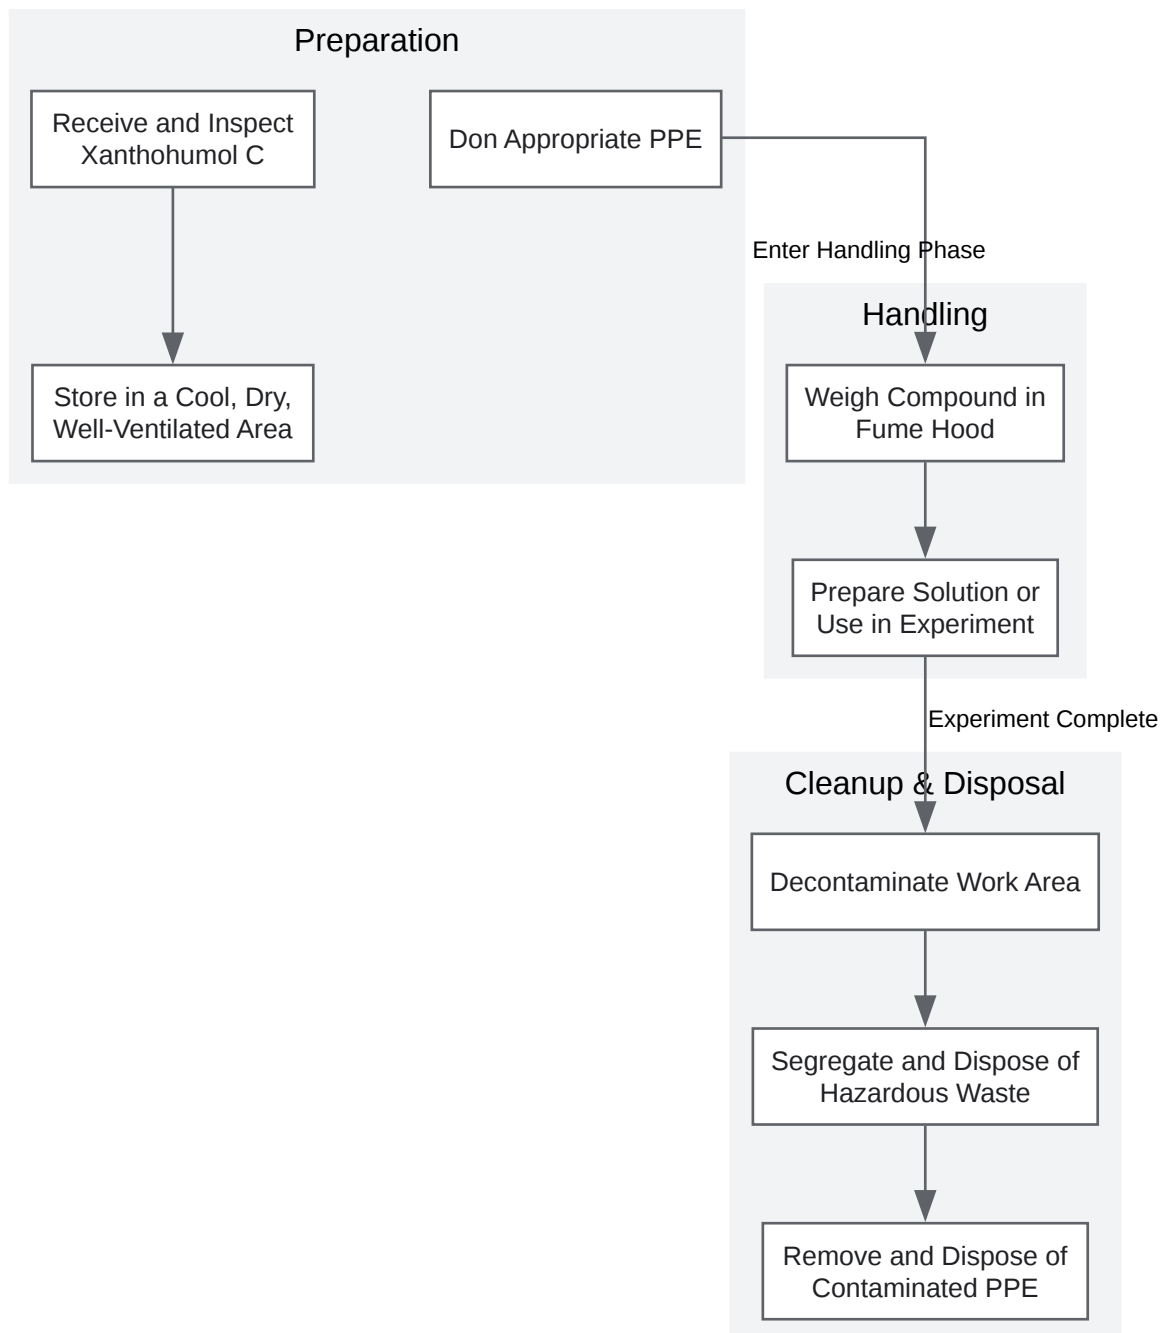 Preparation
Receive and Inspect
Xanthohumol C
Don Appropriate PPE
Enter Handling Phase
Handling
Store in a Cool, Dry,
Well-Ventilated Area
Weigh Compound in
Fume Hood
Prepare Solution or
Use in Experiment
Experiment Complete
Cleanup & Disposal
Decontaminate Work Area
Segregate and Dispose of
Hazardous Waste
Remove and Dispose of
Contaminated PPE